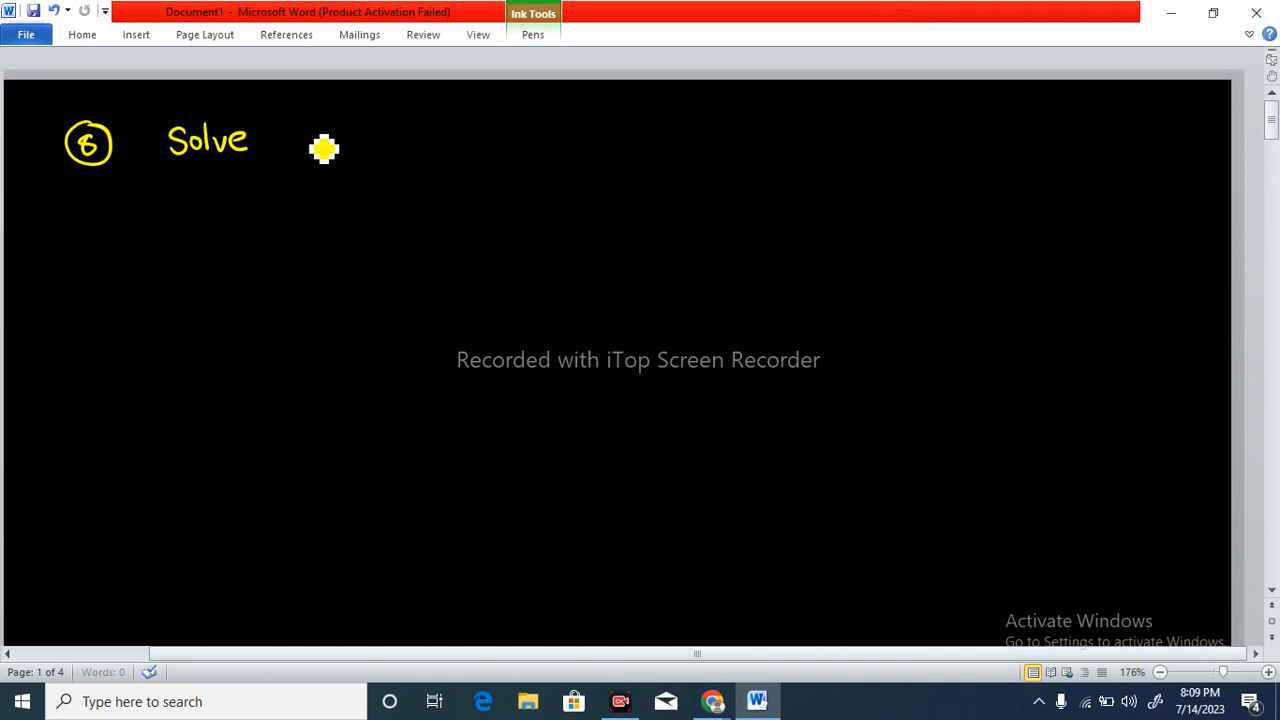 Document1 - Microsoft Word (Product Activation Failed)
Ink Tools
File Home Insert Page Layout References Mailings Review View Pens
8 Solve
Recorded with iTop Screen Recorder
Activate Windows
Go to Settings to activate Windows.
Page: 1 of 4 Words: 0 176%
Type here to search
8:09 PM
7/14/2023
4